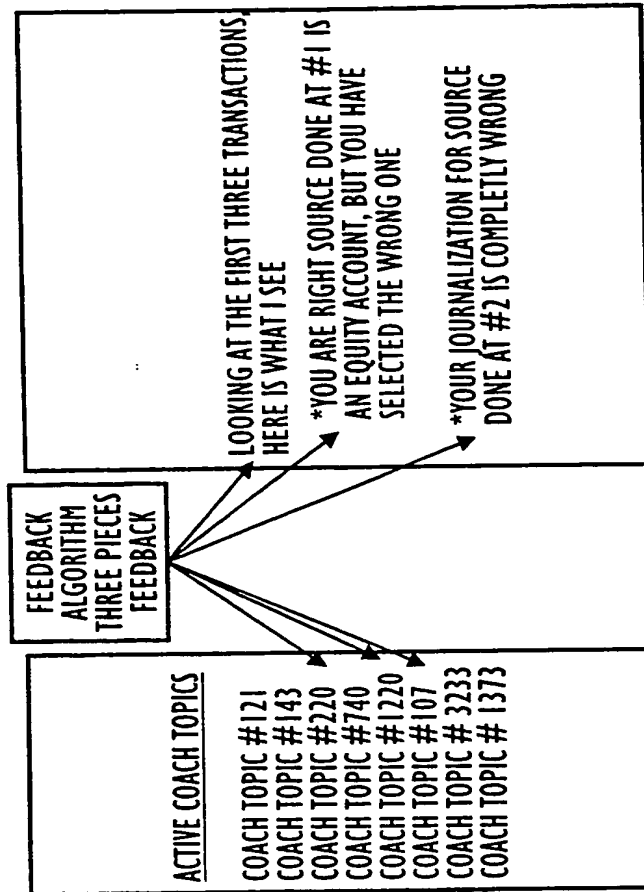 ACTIVE COACH TOPICS
COACH TOPIC #121
COACH TOPIC #143
COACH TOPIC #220
COACH TOPIC #740
COACH TOPIC #1220
COACH TOPIC #107
COACH TOPIC # 3233
COACH TOPIC # 1373
FEEDBACK
ALGORITHM
THREE PIECES
FEEDBACK
LOOKING AT THE FIRST THREE TRANSACTIONS,
HERE IS WHAT I SEE
*YOU ARE RIGHT SOURCE DONE AT #1 IS
AN EQUITY ACCOUNT, BUT YOU HAVE
SELECTED THE WRONG ONE
*YOUR JOURNALIZATION FOR SOURCE
DONE AT #2 IS COMPLETLY WRONG